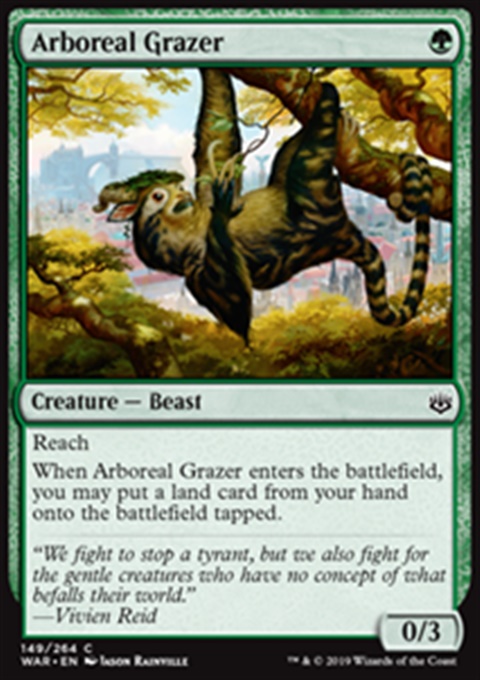 Arboreal Grazer
Creature — Beast
Reach
When Arboreal Grazer enters the battlefield,
you may put a land card from your hand
onto the battlefield tapped.
“We fight to stop a tyrant, but we also fight for
the gentle creatures who have no concept of what
befalls their world.”
—Vivien Reid
0/3
149/264 C
WAR • EN Jason Rainville
™ & © 2019 Wizards of the Coast